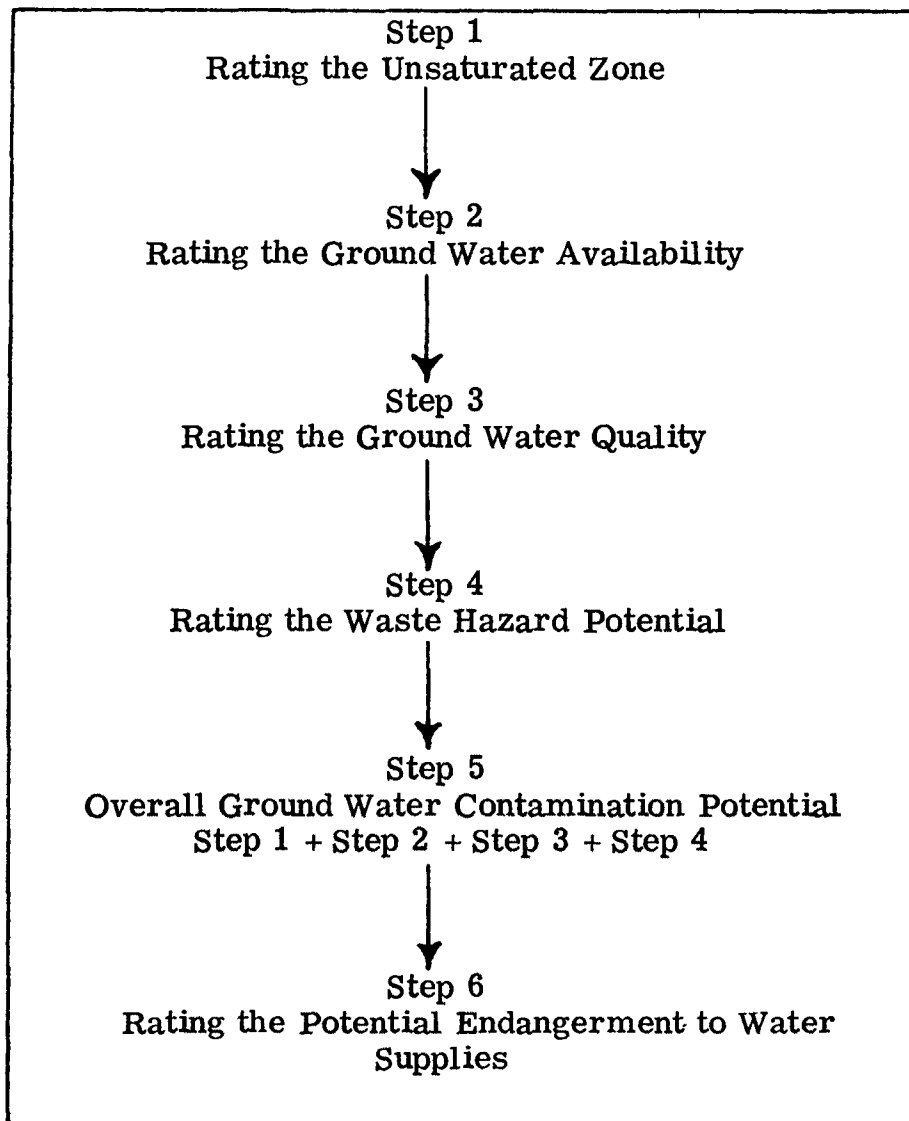 Step 1
Rating the Unsaturated Zone
Step 2
Rating the Ground Water Availability
Step 3
Rating the Ground Water Quality
Step 4
Rating the Waste Hazard Potential
Step 5
Overall Ground Water Contamination Potential
Step 1 + Step 2 + Step 3 + Step 4
Step 6
Rating the Potential Endangerment to Water
Supplies